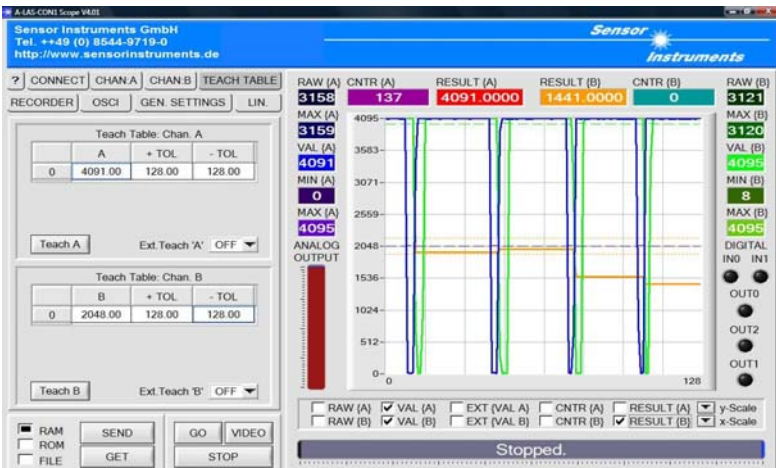 A-LAS-CON1 Scope V4.01
Sensor Instruments GmbH
Tel. ++49 (0) 8544-9719-0
http://www.sensorinstruments.de
Sensor
Instruments
? CONNECT CHAN:A CHAN:B TEACH TABLE
RECORDER OSCI GEN. SETTINGS LIN.
Teach Table: Chan. A
A + TOL - TOL
0 4091.00 128.00 128.00
Teach A Ext.Teach 'A' OFF
Teach Table: Chan. B
B + TOL - TOL
0 2048.00 128.00 128.00
Teach B Ext.Teach 'B' OFF
RAM
ROM
FILE
SEND GO VIDEO
GET STOP
RAW (A) CNTR (A) RESULT (A) RESULT (B) CNTR (B) RAW (B)
3158 137 4091.0000 1441.0000 0 3121
MAX (A)
3159
VAL (A)
4091
MIN (A)
0
MAX (A)
4095
ANALOG
OUTPUT
4095
3583
3071
2559
2048
1536
1024
512
0
0 128
MAX (B)
3120
VAL (B)
4095
MIN (B)
8
MAX (B)
4095
DIGITAL
IN0 IN1
OUT0
OUT2
OUT1
RAW (A) VAL (A) EXT (VAL A) CNTR (A) RESULT (A) y-Scale
RAW (B) VAL (B) EXT (VAL B) CNTR (B) RESULT (B) x-Scale
Stopped.